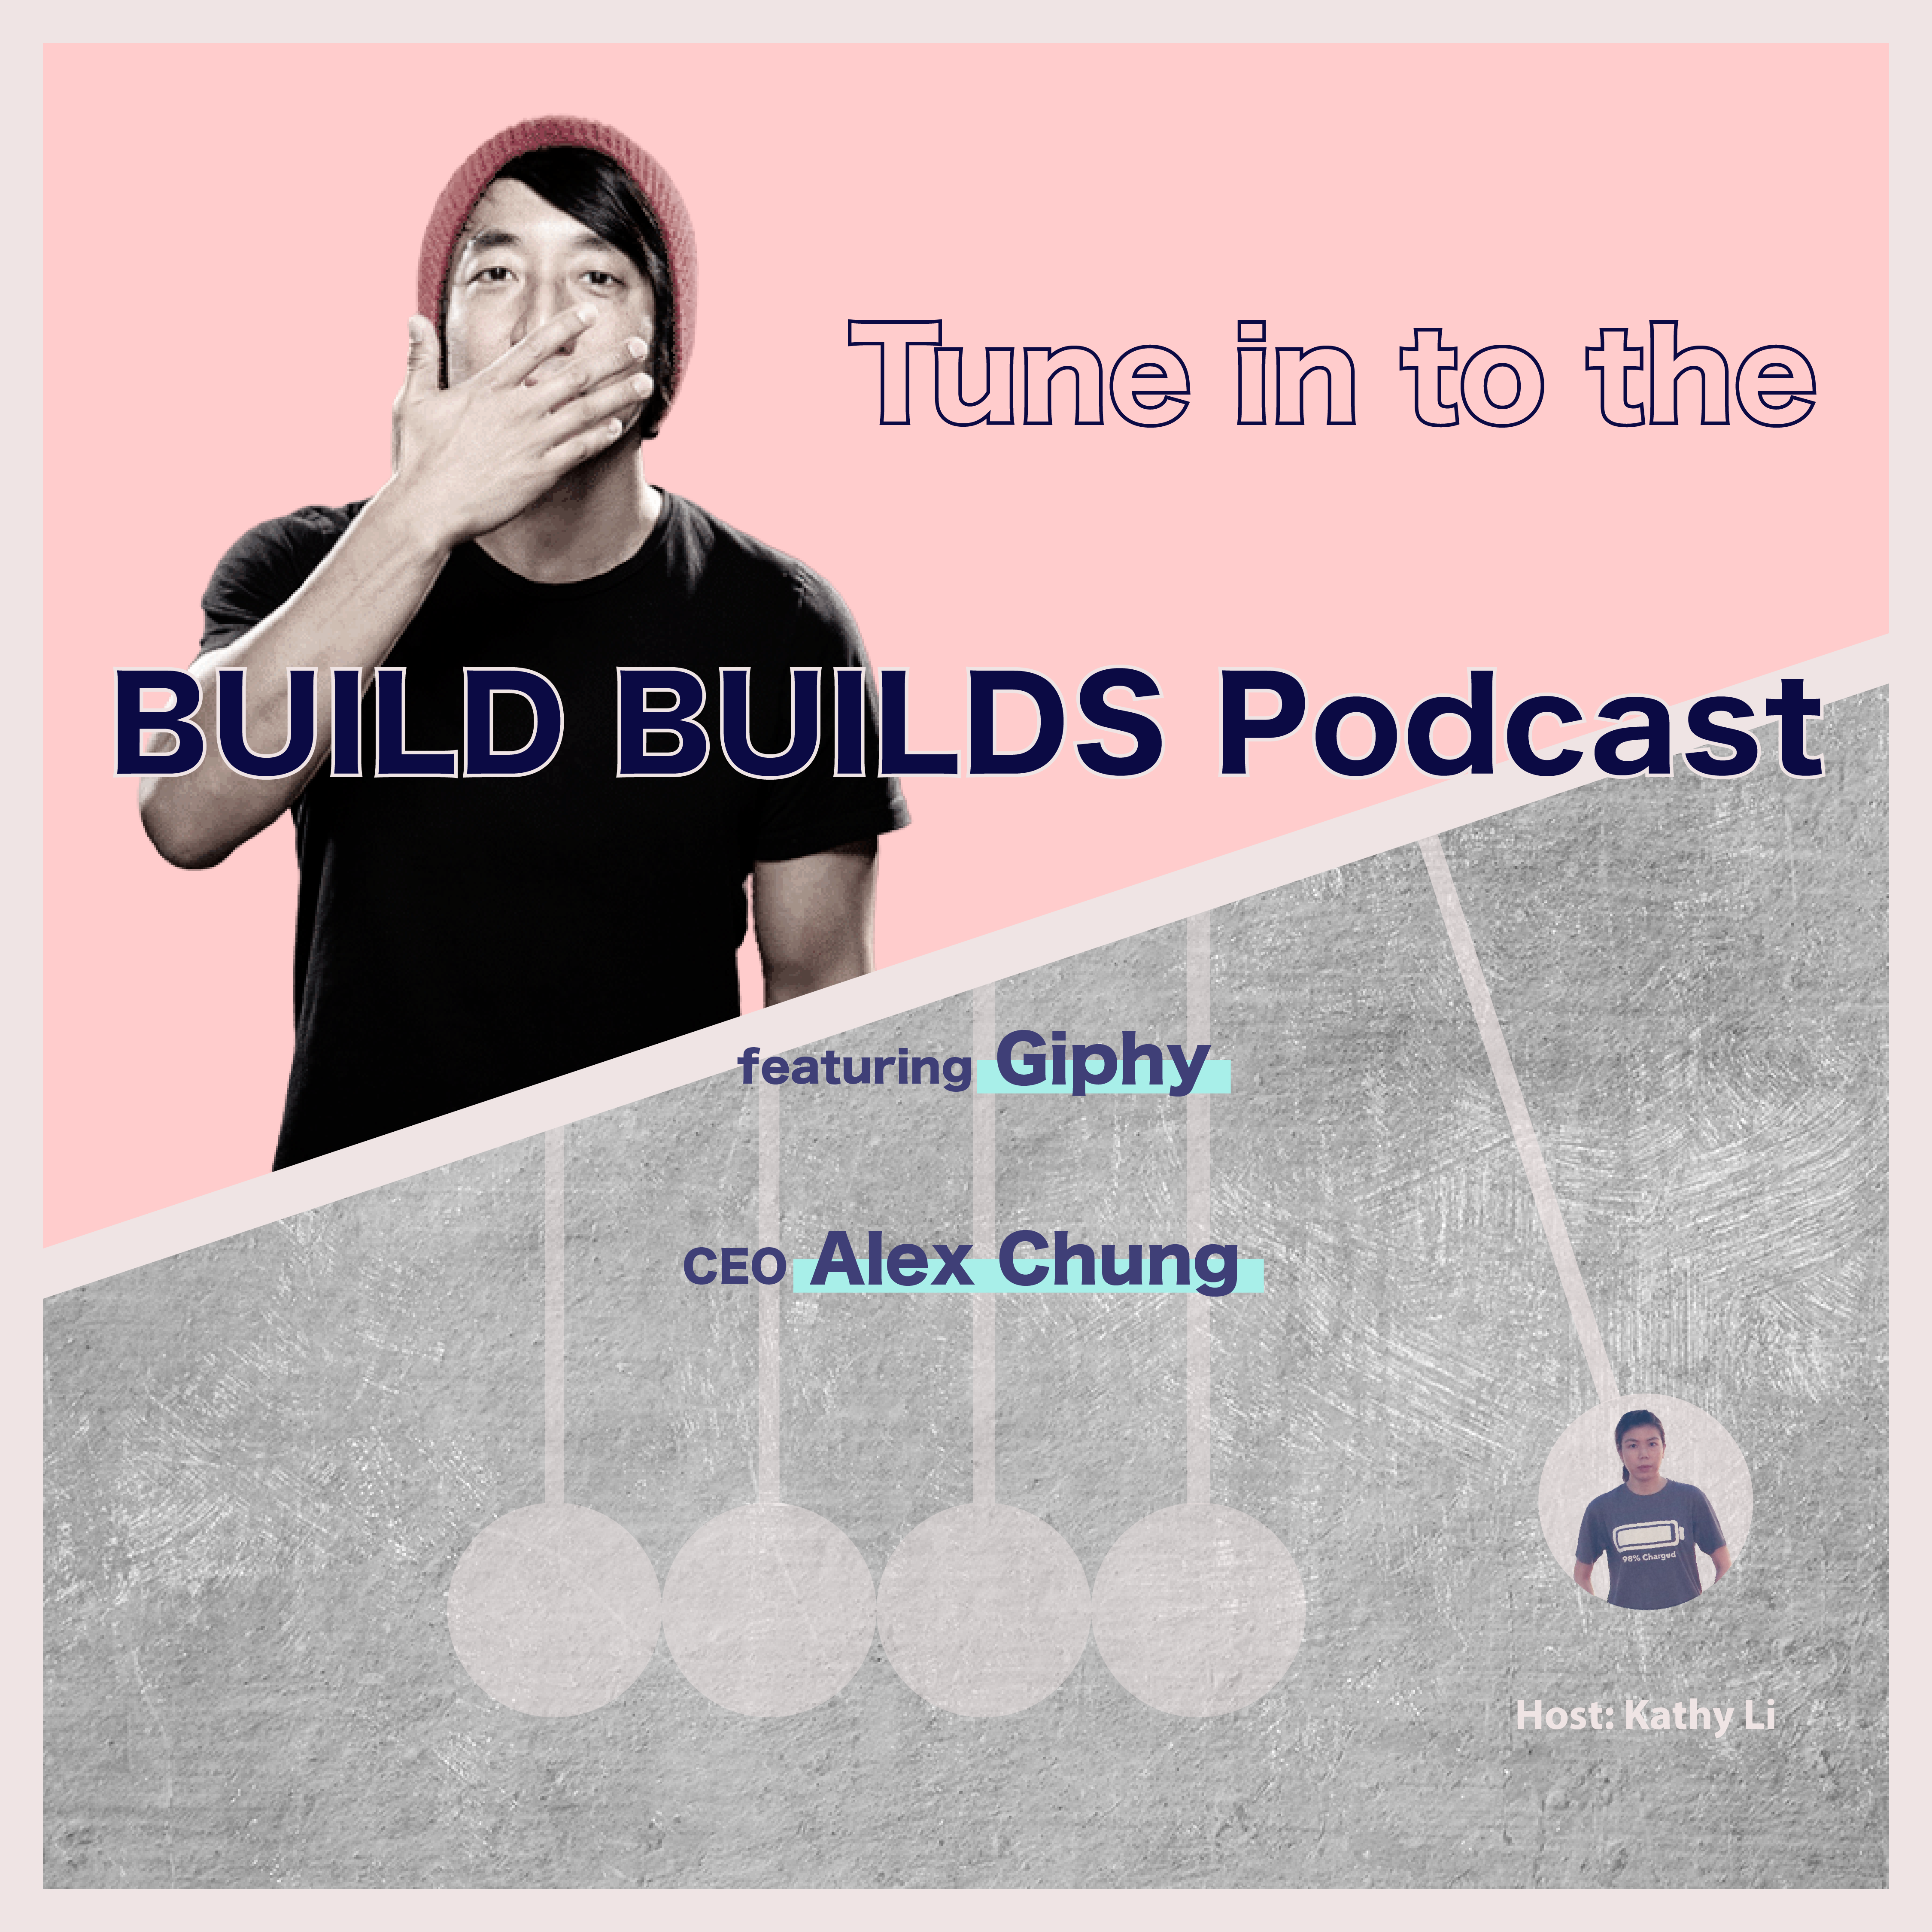 Tune in to the
BUILD BUILDS Podcast
featuring Giphy
CEO Alex Chung
98% Charged
Host: Kathy Li